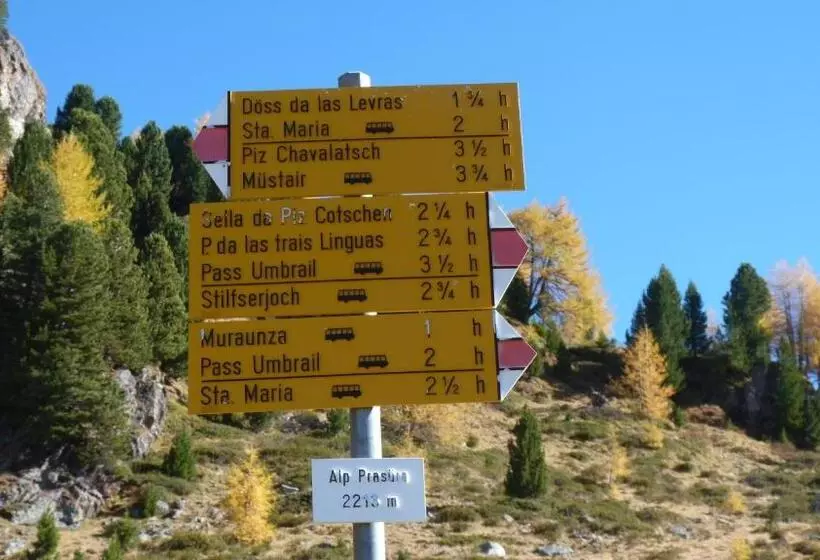 Döss da las Levras 1 ¾ h
Sta. Maria 2 h
Piz Chavalatsch 3 ½ h
Müstair 3 ¾ h
Sella da Piz Cotschen 2 ¼ h
P. da las trais Linguas 2 ¾ h
Pass Umbrail 3 ½ h
Stilfserjoch 2 ¾ h
Muraunza 1 h
Pass Umbrail 2 h
Sta. Maria 2 ½ h
Alp Prasüra
2213 m